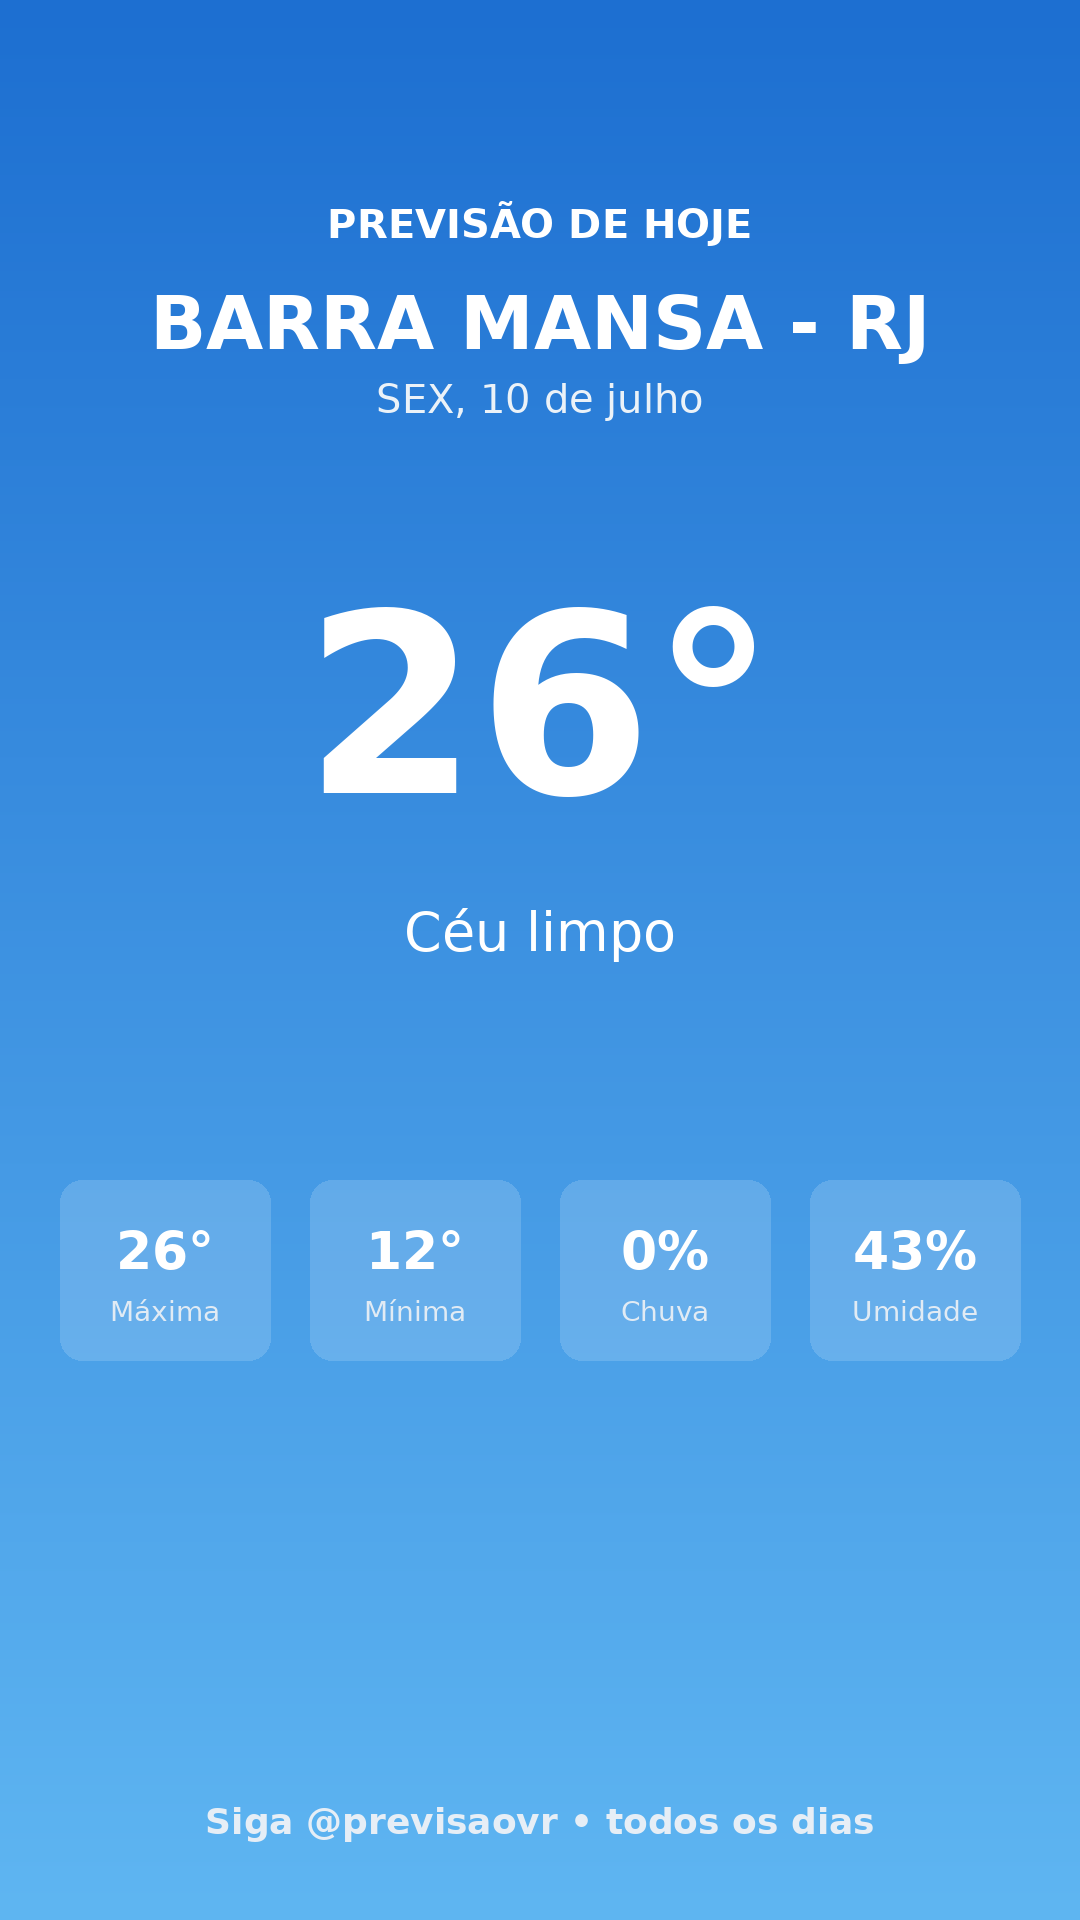 PREVISÃO DE HOJE
BARRA MANSA - RJ
SEX, 10 de julho
26°
Céu limpo
26° 12° 0% 43%
Máxima Mínima Chuva Umidade
Siga @previsaovr • todos os dias